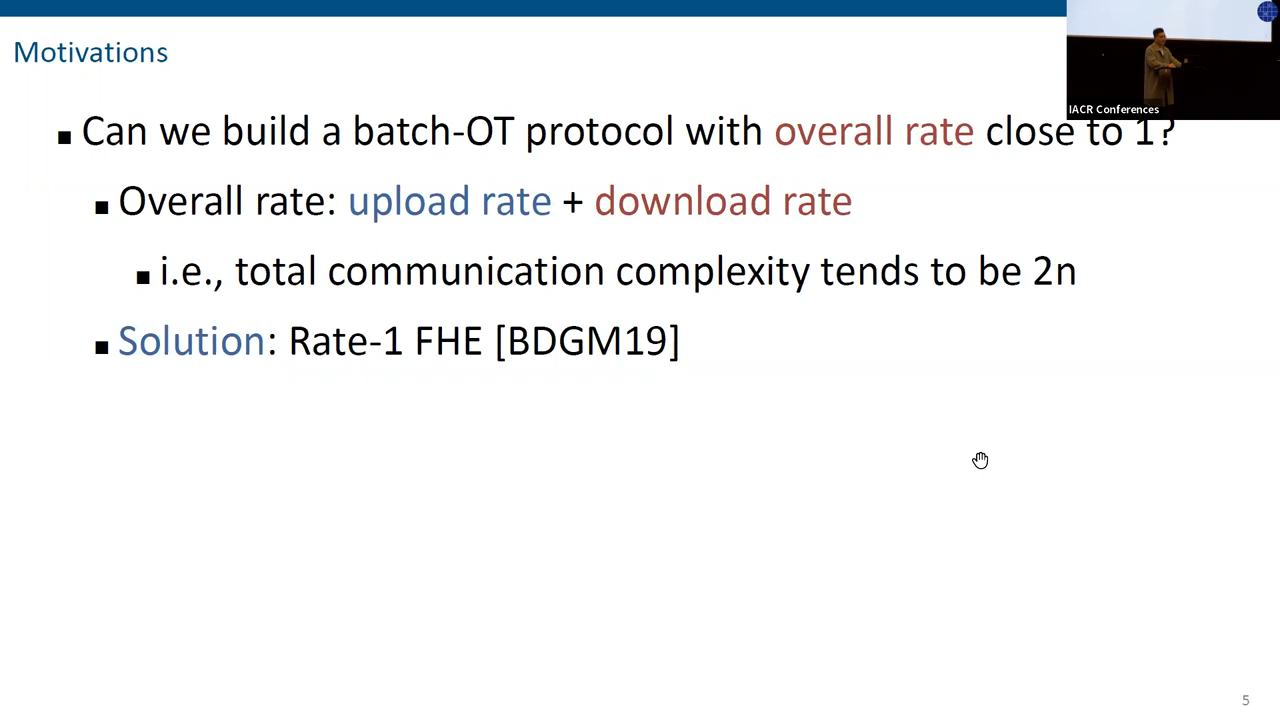 Motivations
IACR Conferences
▪ Can we build a batch-OT protocol with overall rate close to 1?
▪ Overall rate: upload rate + download rate
▪ i.e., total communication complexity tends to be 2n
▪ Solution: Rate-1 FHE [BDGM19]
5